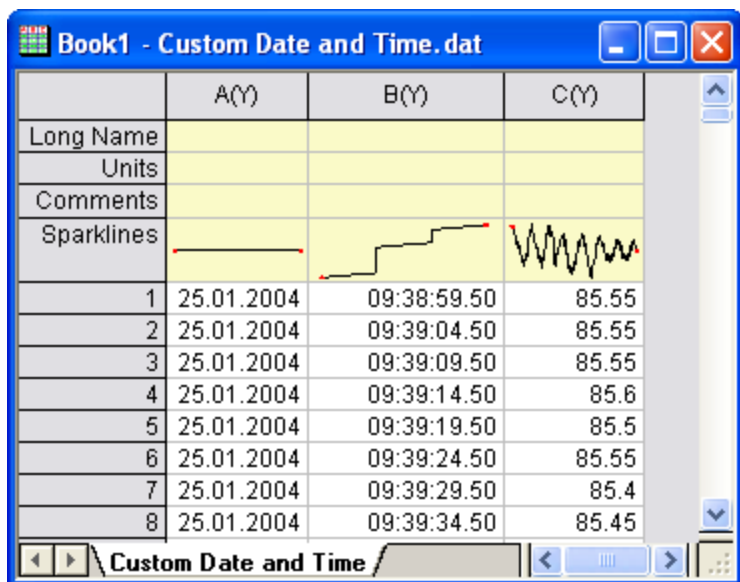 Book1 - Custom Date and Time.dat
A(Y) B(Y) C(Y)
Long Name
Units
Comments
Sparklines
1 25.01.2004 09:38:59.50 85.55
2 25.01.2004 09:39:04.50 85.55
3 25.01.2004 09:39:09.50 85.55
4 25.01.2004 09:39:14.50 85.6
5 25.01.2004 09:39:19.50 85.5
6 25.01.2004 09:39:24.50 85.55
7 25.01.2004 09:39:29.50 85.4
8 25.01.2004 09:39:34.50 85.45
Custom Date and Time